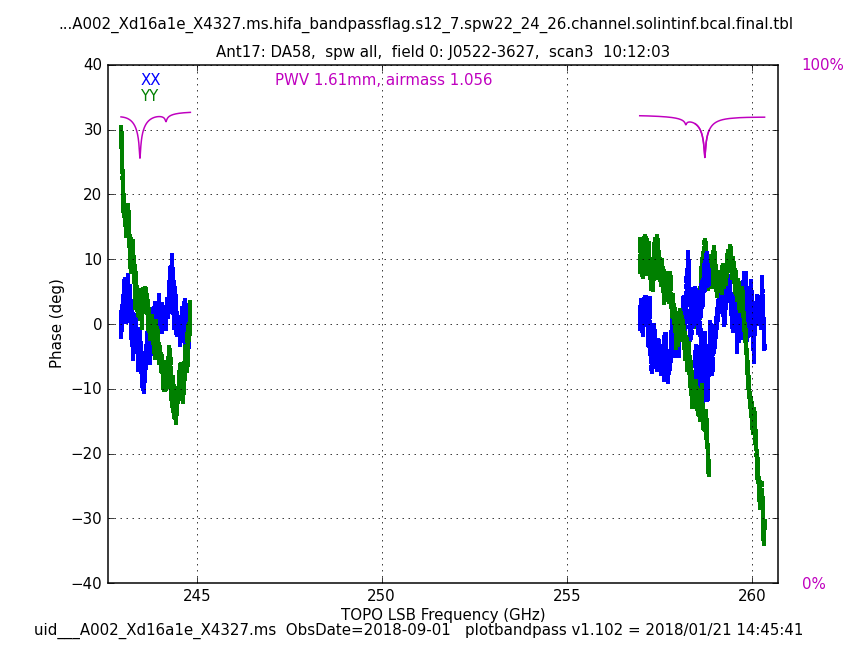 ...A002_Xd16a1e_X4327.ms.hifa_bandpassflag.s12_7.spw22_24_26.channel.solintinf.bcal.final.tbl
Ant17: DA58,  spw all,  field 0: J0522-3627,  scan3  10:12:03
XX
YY
PWV 1.61mm, airmass 1.056
100%
0%
40
30
20
10
0
−10
−20
−30
−40
Phase (deg)
245
250
255
260
TOPO LSB Frequency (GHz)
uid___A002_Xd16a1e_X4327.ms  ObsDate=2018-09-01   plotbandpass v1.102 = 2018/01/21 14:45:41